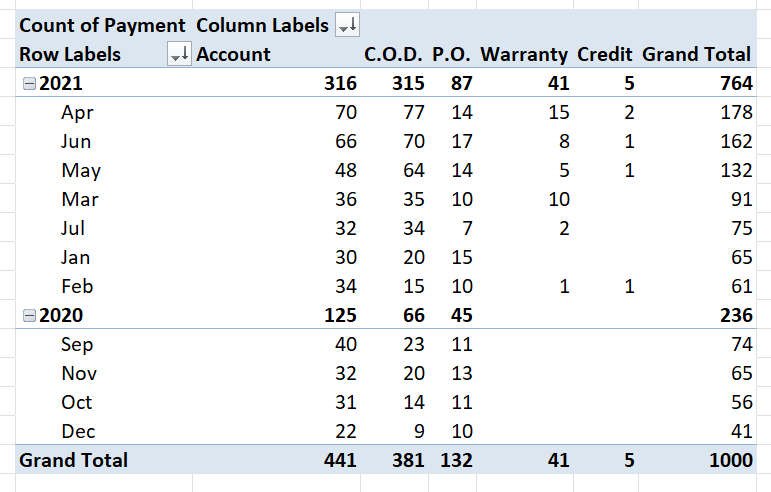 Count of Payment Column Labels
Row Labels Account C.O.D. P.O. Warranty Credit Grand Total
2021 316 315 87 41 5 764
Apr 70 77 14 15 2 178
Jun 66 70 17 8 1 162
May 48 64 14 5 1 132
Mar 36 35 10 10 91
Jul 32 34 7 2 75
Jan 30 20 15 65
Feb 34 15 10 1 1 61
2020 125 66 45 236
Sep 40 23 11 74
Nov 32 20 13 65
Oct 31 14 11 56
Dec 22 9 10 41
Grand Total 441 381 132 41 5 1000